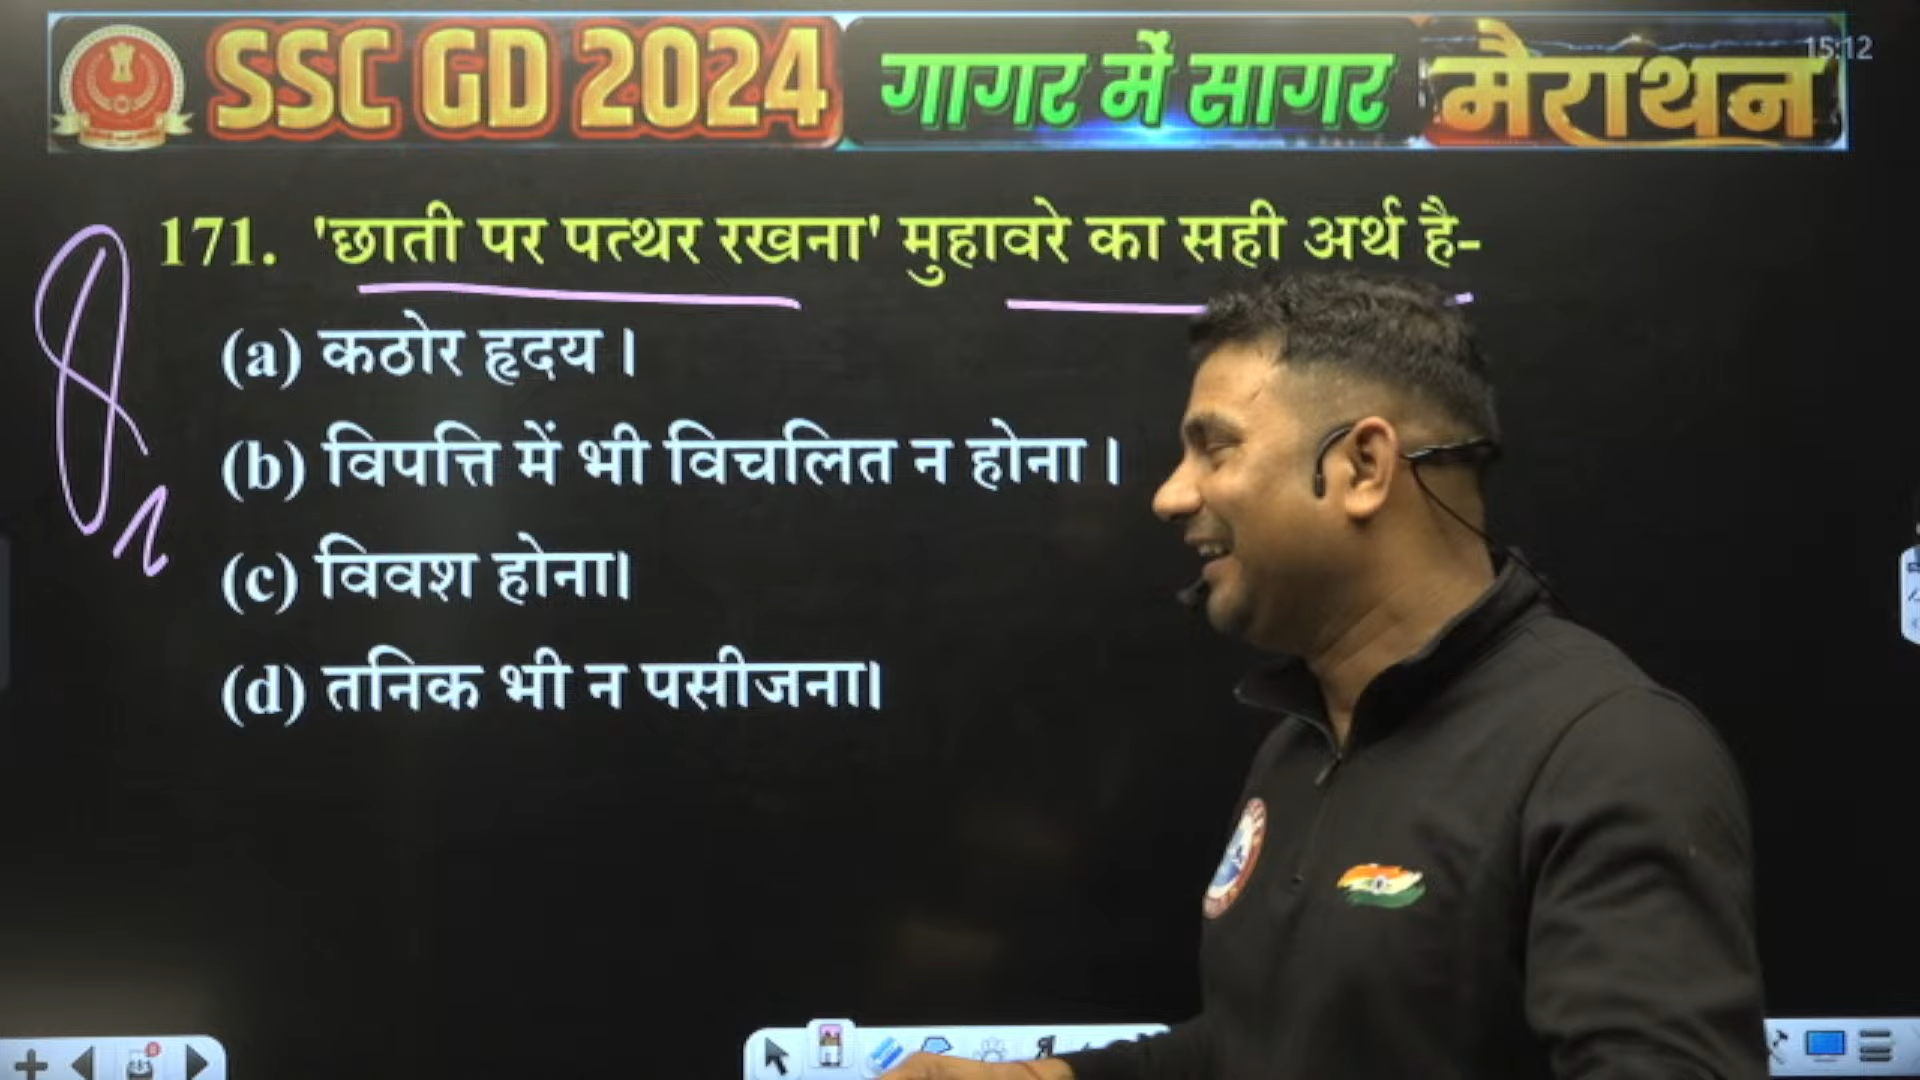 SSC GD 2024 गागर में सागर मैराथन
15:12
171. 'छाती पर पत्थर रखना' मुहावरे का सही अर्थ है-
(a) कठोर हृदय ।
(b) विपत्ति में भी विचलित न होना ।
(c) विवश होना।
(d) तनिक भी न पसीजना।